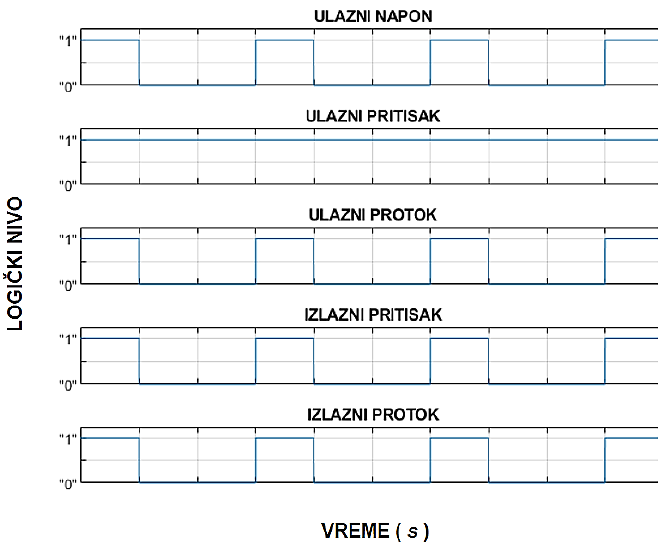 ULAZNI NAPON
"1"
"0"
ULAZNI PRITISAK
"1"
"0"
ULAZNI PROTOK
"1"
"0"
IZLAZNI PRITISAK
"1"
"0"
IZLAZNI PROTOK
"1"
"0"
LOGIČKI NIVO
VREME ( s )